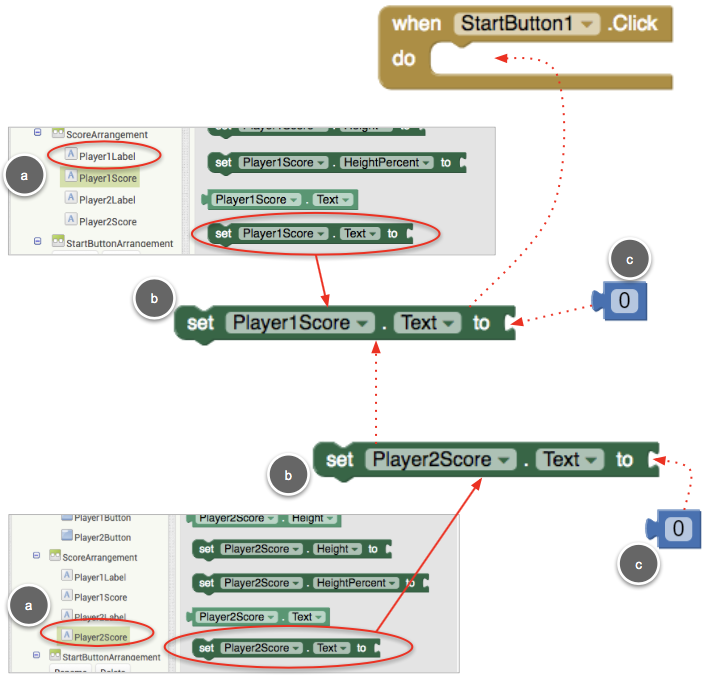 when StartButton1 .Click
do
ScoreArrangement
Player1Label
Player1Score
Player2Label
Player2Score
StartButtonArrangement
set Player1Score . Height to
set Player1Score . HeightPercent to
Player1Score . Text
set Player1Score . Text to
a
c
b
set Player1Score . Text to
0
set Player2Score . Text to
b
0
c
Player1Button
Player2Button
ScoreArrangement
Player1Label
Player1Score
Player2Label
Player2Score
StartButtonArrangement
Rename Delete
a
Player2Score . Height
set Player2Score . Height to
set Player2Score . HeightPercent to
Player2Score . Text
set Player2Score . Text to